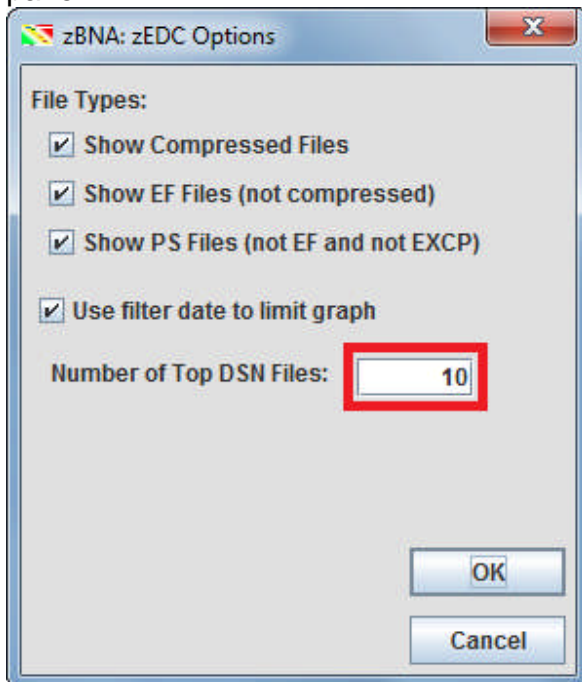 zBNA: zEDC Options
File Types:
Show Compressed Files
Show EF Files (not compressed)
Show PS Files (not EF and not EXCP)
Use filter date to limit graph
Number of Top DSN Files: 10
OK
Cancel